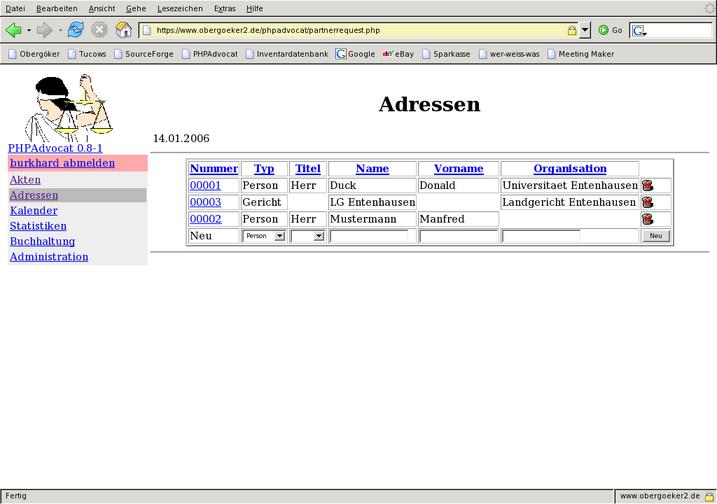 Datei Bearbeiten Ansicht Gehe Lesezeichen Extras Hilfe
https://www.obergoeker2.de/phpadvocat/partnerrequest.php Go G
Obergöker Tucows SourceForge PHPAdvocat Inventardatenbank Google eBay Sparkasse wer-weiss-was Meeting Maker
Adressen
14.01.2006
PHPAdvocat 0.8-1
burkhard abmelden
Akten
Adressen
Kalender
Statistiken
Buchhaltung
Administration
Nummer Typ Titel Name Vorname Organisation
00001 Person Herr Duck Donald Universitaet Entenhausen
00003 Gericht LG Entenhausen Landgericht Entenhausen
00002 Person Herr Mustermann Manfred
Neu Person Neu
Fertig www.obergoeker2.de